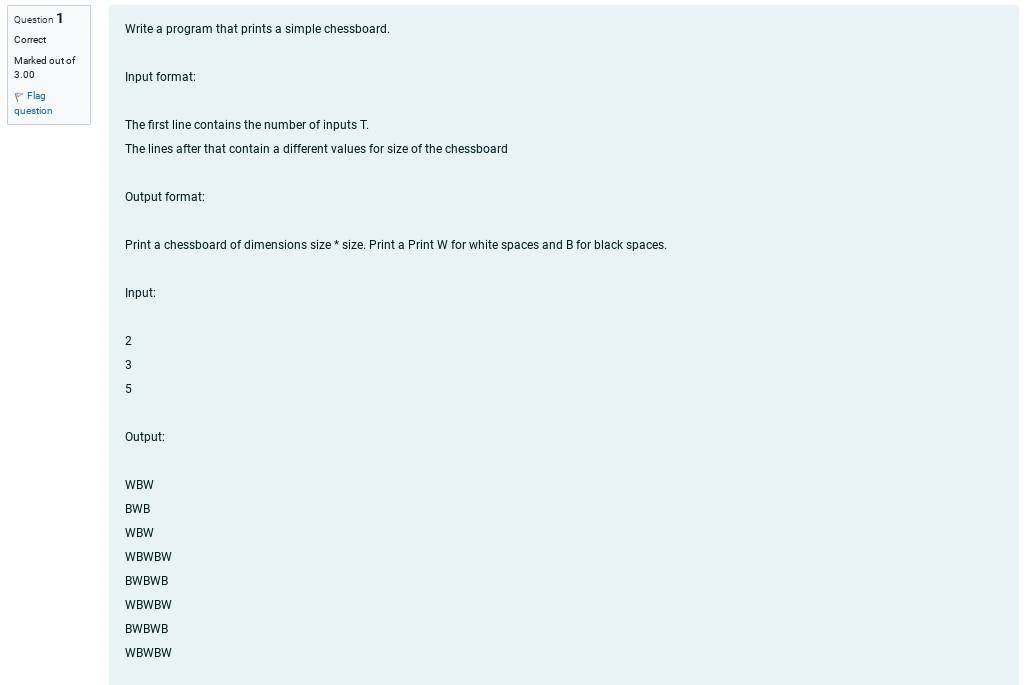 Question 1
Correct
Marked out of
3.00
Flag
question
Write a program that prints a simple chessboard.
Input format:
The first line contains the number of inputs T.
The lines after that contain a different values for size of the chessboard
Output format:
Print a chessboard of dimensions size * size. Print a Print W for white spaces and B for black spaces.
Input:
2
3
5
Output:
WBW
BWB
WBW
WBWBW
BWBWB
WBWBW
BWBWB
WBWBW